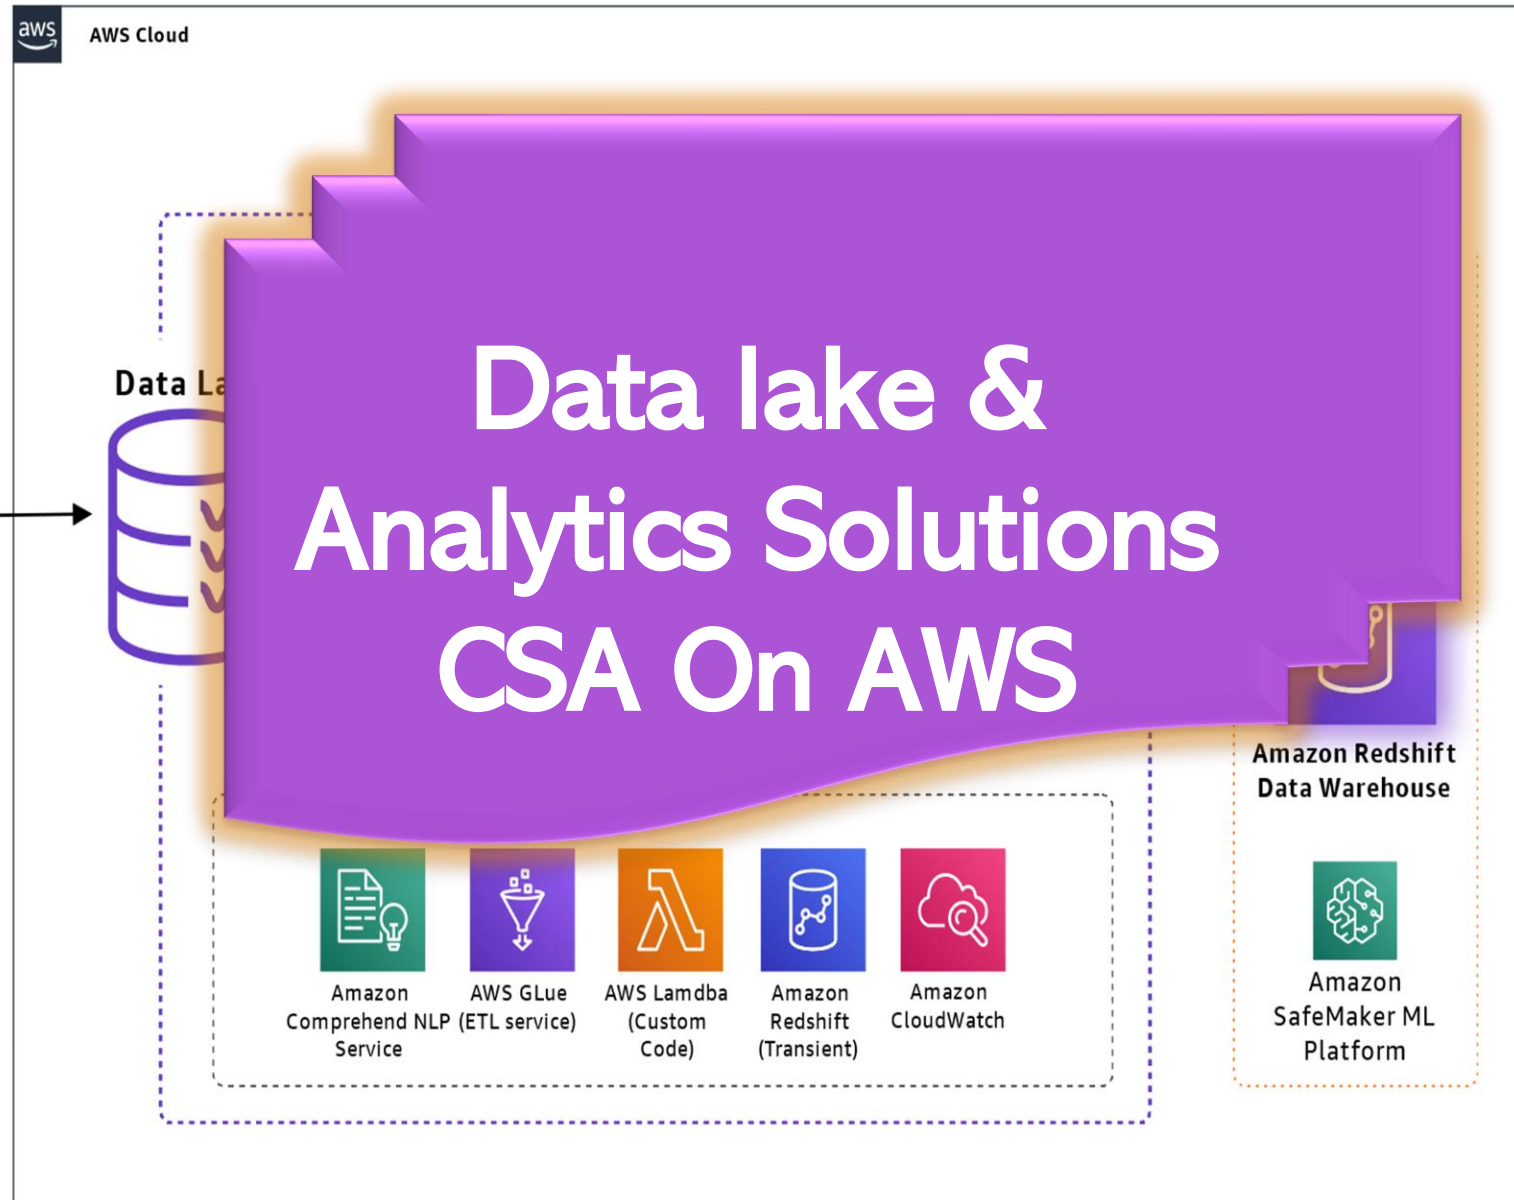 aws
AWS Cloud
Data lake &
Analytics Solutions
CSA On AWS
Data
Amazon Redshift
Data Warehouse
Amazon
Comprehend NLP
Service
AWS GLue
(ETL service)
AWS Lamdba
(Custom
Code)
Amazon
Redshift
(Transient)
Amazon
CloudWatch
Amazon
SafeMaker ML
Platform